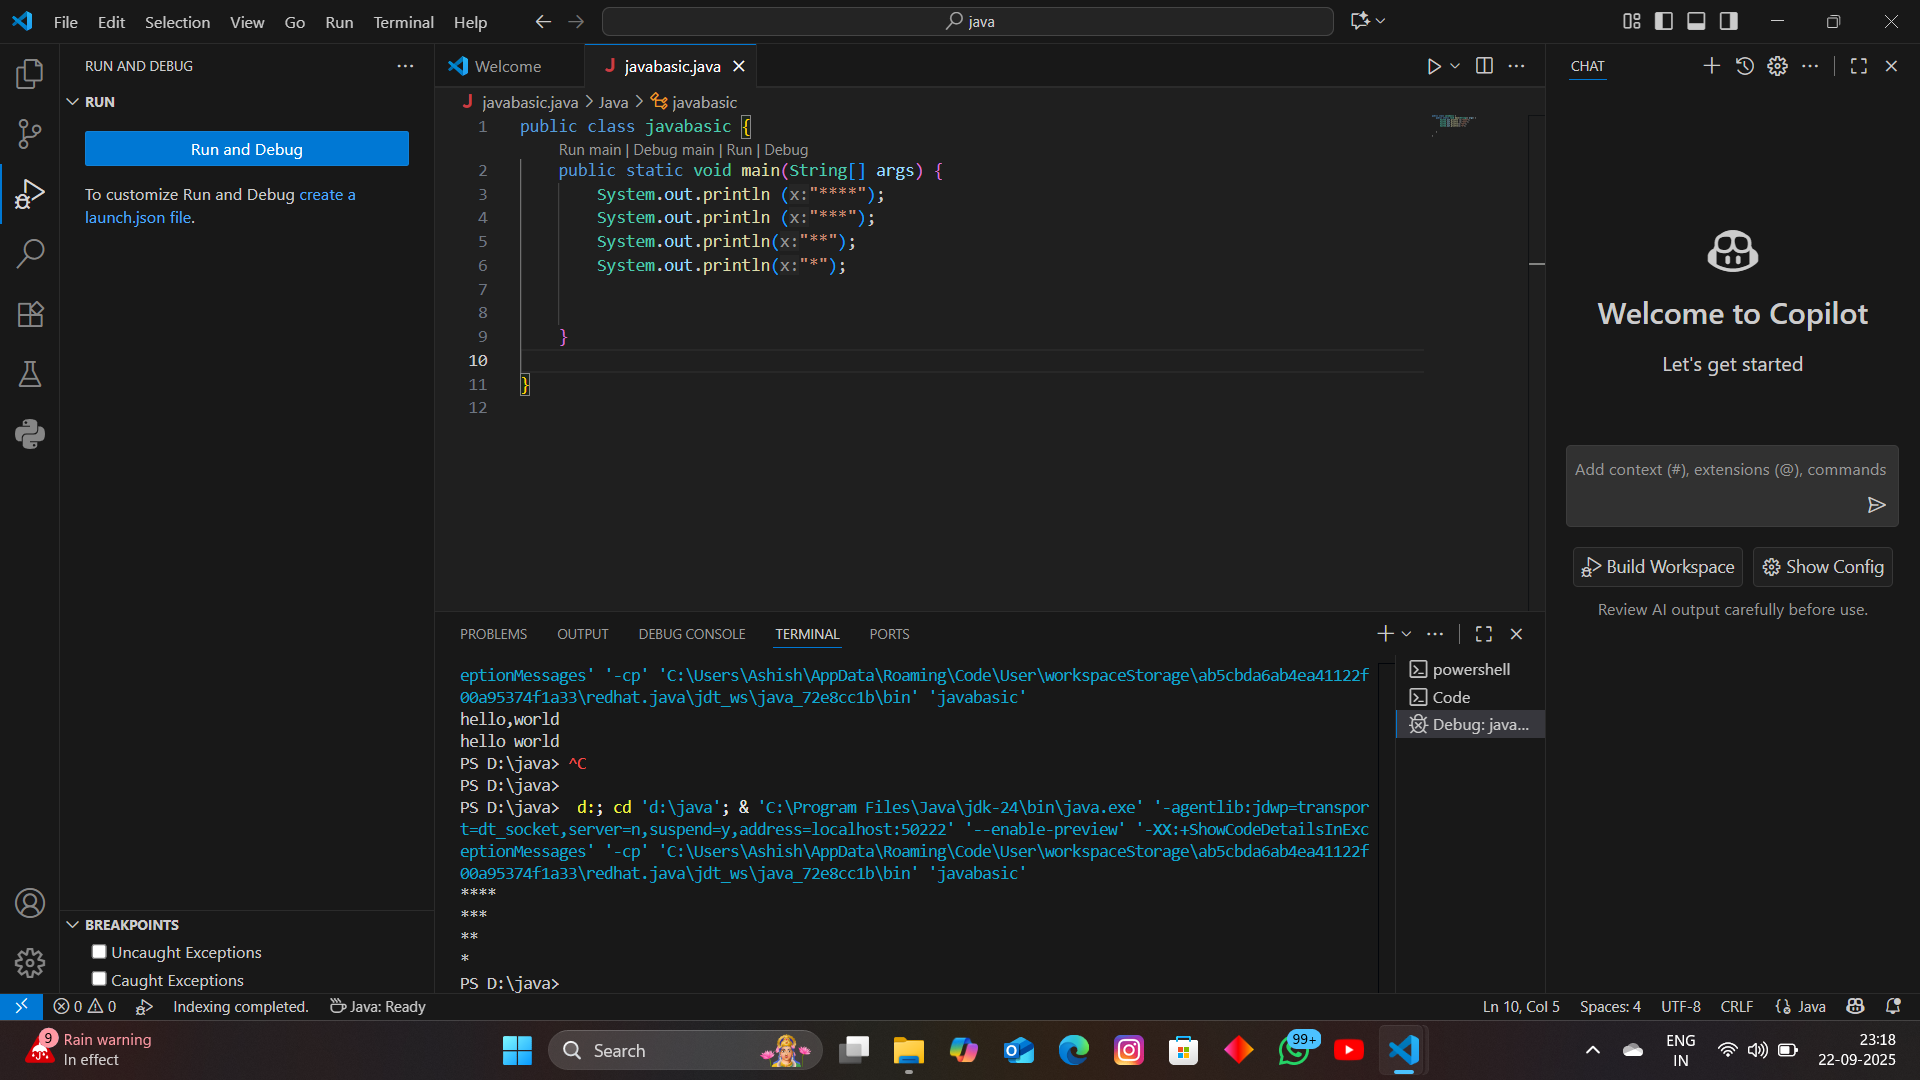 File Edit Selection View Go Run Terminal Help
java
RUN AND DEBUG
RUN
Run and Debug
To customize Run and Debug create a
launch.json file.
BREAKPOINTS
Uncaught Exceptions
Caught Exceptions
Welcome
J javabasic.java
J javabasic.java > Java > javabasic
1 public class javabasic {
Run main | Debug main | Run | Debug
2 public static void main(String[] args) {
3 System.out.println (x:"****");
4 System.out.println (x:"***");
5 System.out.println(x:"**");
6 System.out.println(x:"*");
7
8
9 }
10
11 }
12
PROBLEMS OUTPUT DEBUG CONSOLE TERMINAL PORTS
eptionMessages' '-cp' 'C:\Users\Ashish\AppData\Roaming\Code\User\workspaceStorage\ab5cbda6ab4ea41122f
00a95374f1a33\redhat.java\jdt_ws\java_72e8cc1b\bin' 'javabasic'
hello,world
hello world
PS D:\java> ^C
PS D:\java>
PS D:\java>  d:; cd 'd:\java'; & 'C:\Program Files\Java\jdk-24\bin\java.exe' '-agentlib:jdwp=transpor
t=dt_socket,server=n,suspend=y,address=localhost:50222' '--enable-preview' '-XX:+ShowCodeDetailsInExc
eptionMessages' '-cp' 'C:\Users\Ashish\AppData\Roaming\Code\User\workspaceStorage\ab5cbda6ab4ea41122f
00a95374f1a33\redhat.java\jdt_ws\java_72e8cc1b\bin' 'javabasic'
****
***
**
*
PS D:\java>
powershell
Code
Debug: java...
CHAT
Welcome to Copilot
Let's get started
Add context (#), extensions (@), commands
Build Workspace Show Config
Review AI output carefully before use.
0 0 Indexing completed. Java: Ready
Ln 10, Col 5 Spaces: 4 UTF-8 CRLF Java
9 Rain warning
In effect
Search
99+
ENG
IN
23:18
22-09-2025